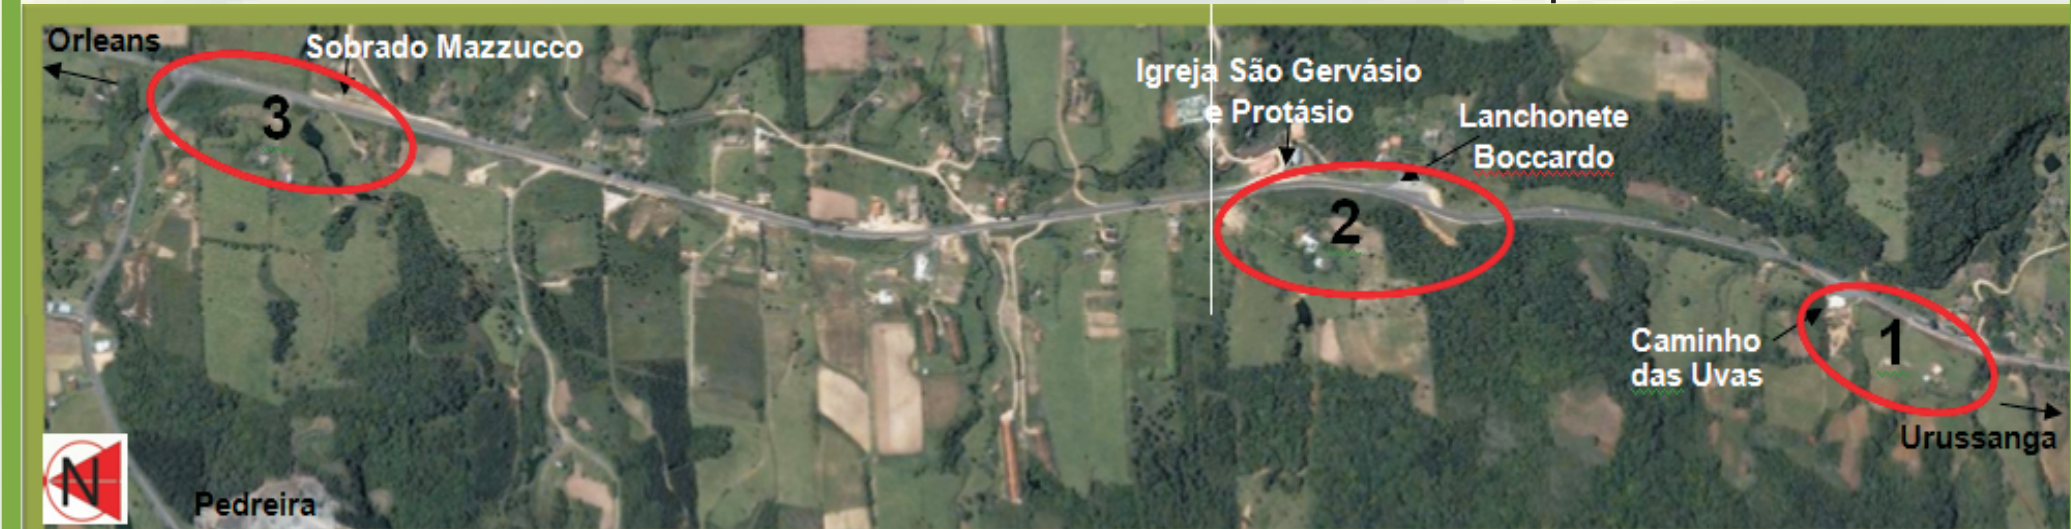 Orleans
Sobrado Mazzucco
Igreja São Gervásio
e Protásio
Lanchonete
Boccardo
3
2
1
Caminho
das Uvas
Urussanga
N
Pedreira